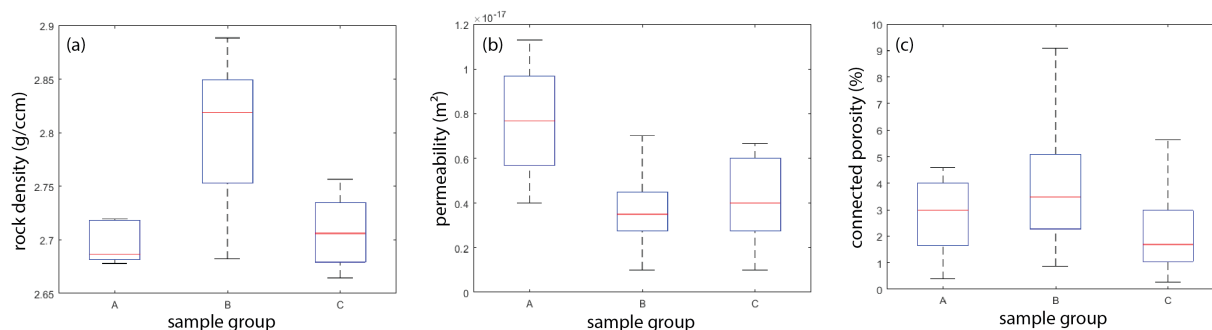 (a)
rock density (g/ccm)
2.9
2.85
2.8
2.75
2.7
2.65
A B C
sample group
(b)
× 10⁻¹⁷
permeability (m²)
1.2
1
0.8
0.6
0.4
0.2
0
A B C
sample group
(c)
connected porosity (%)
10
9
8
7
6
5
4
3
2
1
0
A B C
sample group